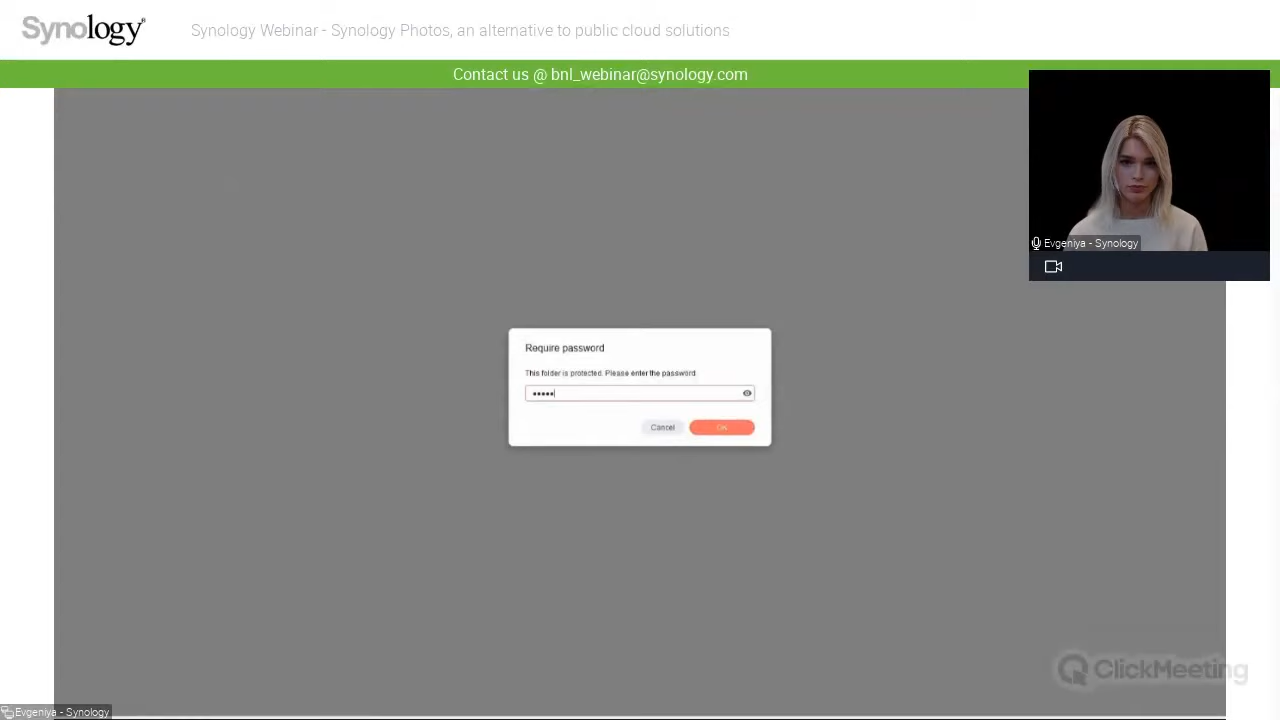 Synology®
Synology Webinar - Synology Photos, an alternative to public cloud solutions
Contact us @ bnl_webinar@synology.com
Evgeniya - Synology
Require password
This folder is protected. Please enter the password.
•••••
Cancel
OK
ClickMeeting
Evgeniya - Synology